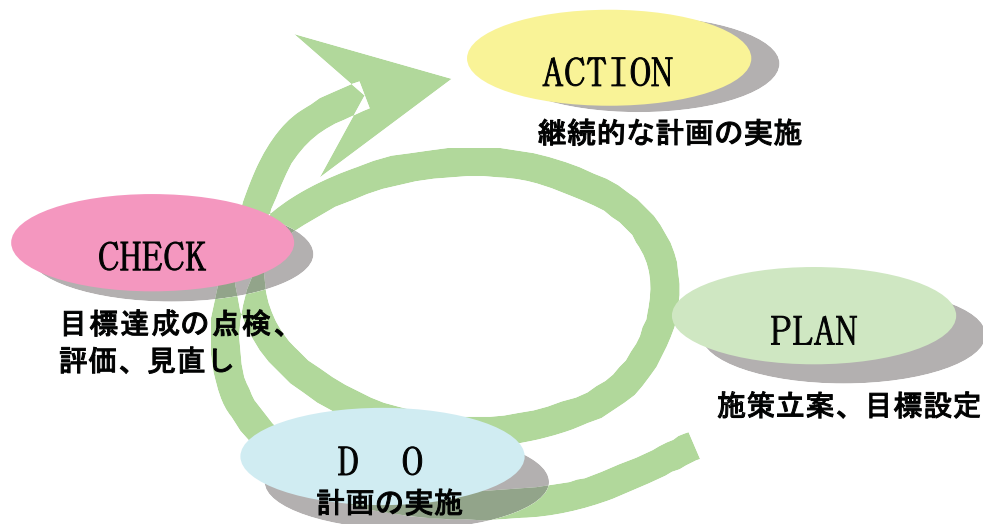 ACTION
継続的な計画の実施
CHECK
目標達成の点検、
評価、見直し
PLAN
施策立案、目標設定
D O
計画の実施